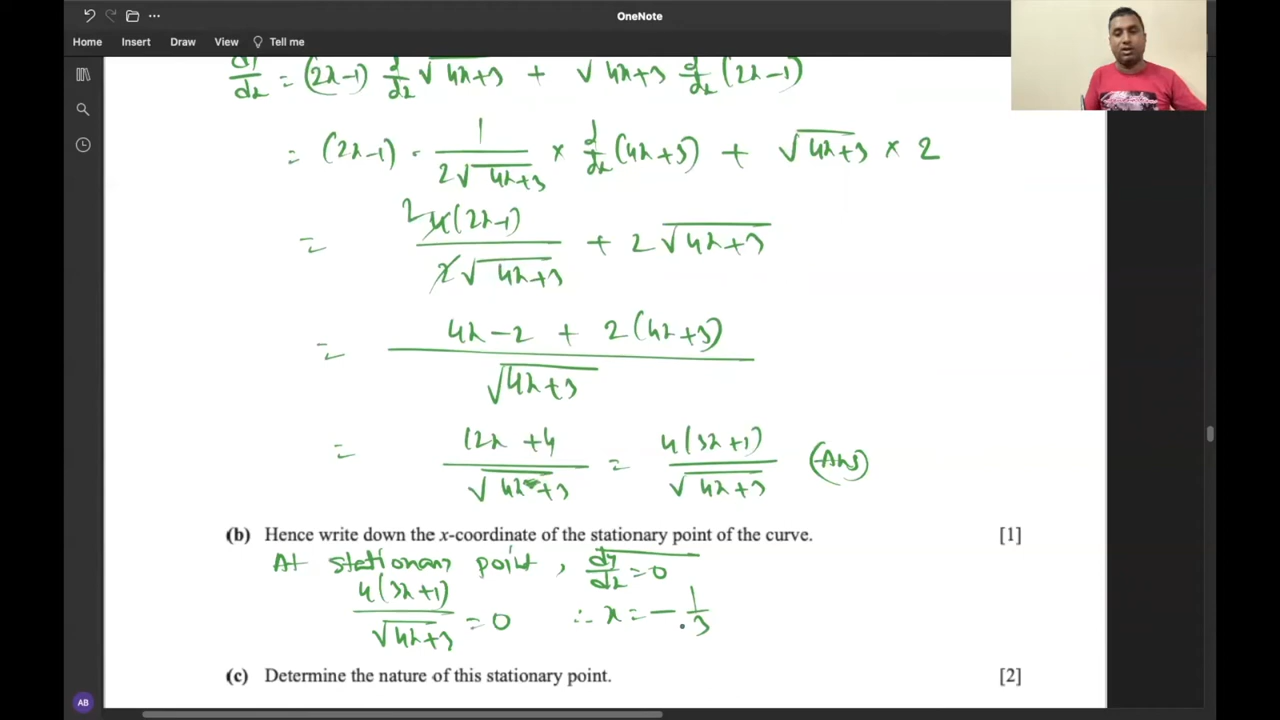 OneNote
Home Insert Draw View Tell me
dy/dx = (2x-1) d/dx √4x+3 + √4x+3 d/dx (2x-1)
= (2x-1) · 1/(2√4x+3) × d/dx (4x+3) + √4x+3 × 2
= 2 4(2x-1)/(2√4x+3) + 2√4x+3
= (4x-2 + 2(4x+3))/√4x+3
= (12x+4)/√4x+3 = 4(3x+1)/√4x+3 (Ans)
(b) Hence write down the x-coordinate of the stationary point of the curve. [1]
At stationary point, dy/dx = 0
4(3x+1)/√4x+3 = 0 ∴ x = -1/3
(c) Determine the nature of this stationary point. [2]
AB